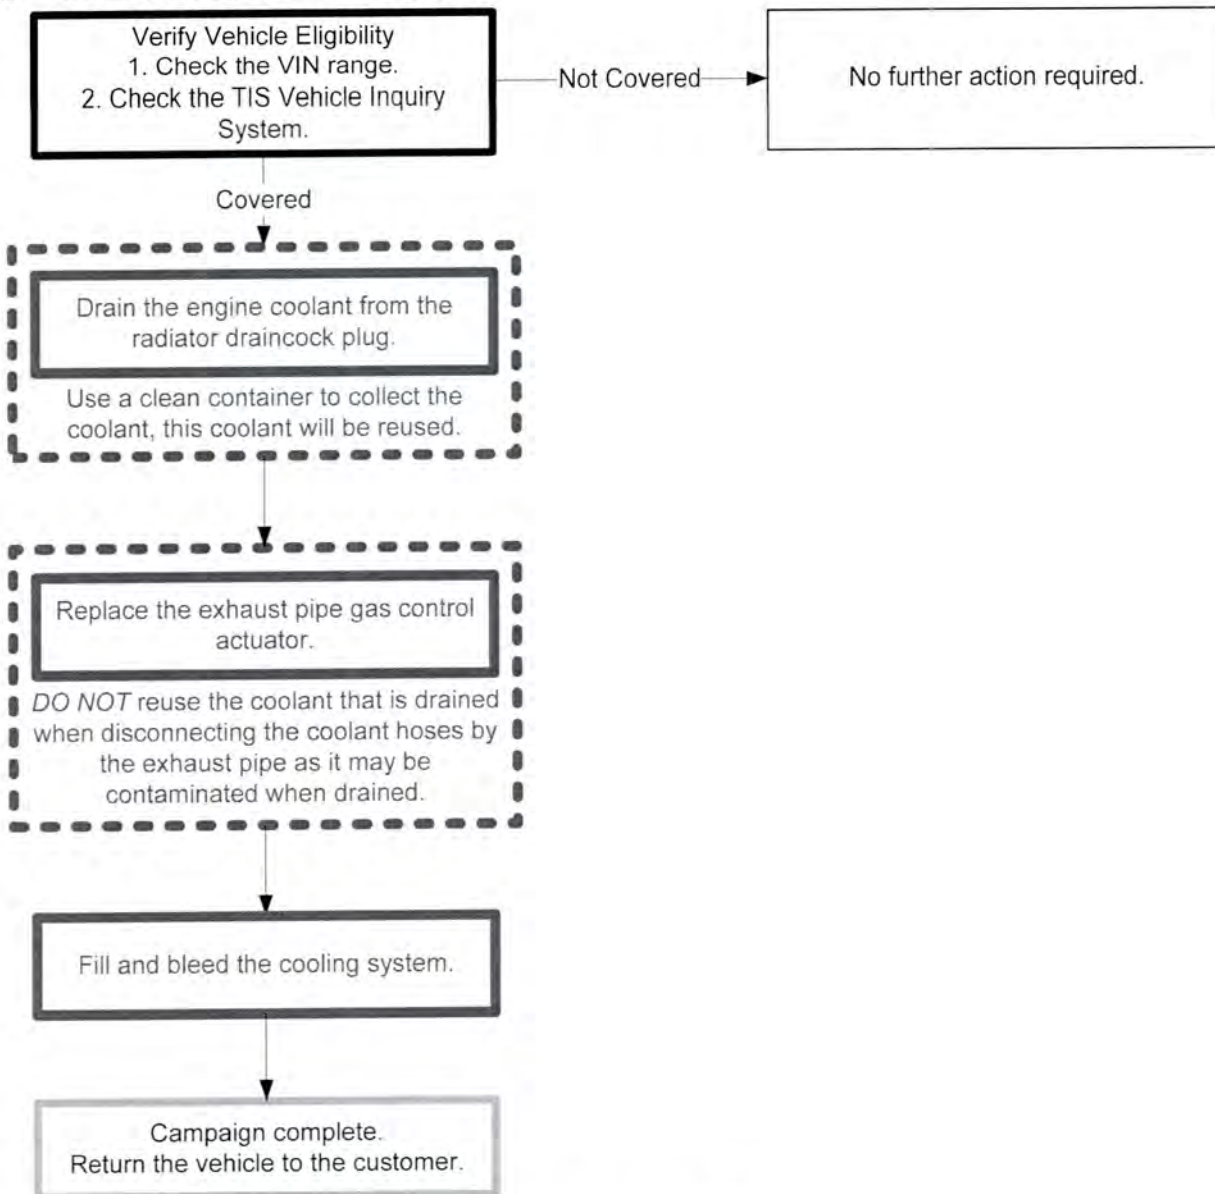 Verify Vehicle Eligibility
1. Check the VIN range.
2. Check the TIS Vehicle Inquiry
System.
Not Covered
No further action required.
Covered
Drain the engine coolant from the
radiator draincock plug.
Use a clean container to collect the
coolant, this coolant will be reused.
Replace the exhaust pipe gas control
actuator.
DO NOT reuse the coolant that is drained
when disconnecting the coolant hoses by
the exhaust pipe as it may be
contaminated when drained.
Fill and bleed the cooling system.
Campaign complete.
Return the vehicle to the customer.